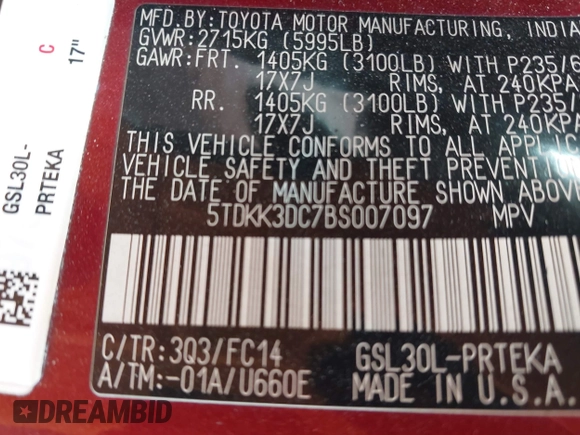 MFD.BY:TOYOTA MOTOR MANUFACTURING, INDIA
GVWR:2715KG (5995LB)
GAWR:FRT. 1405KG (3100LB) WITH P235/6
17X7J RIMS, AT 240KPA
RR. 1405KG (3100LB) WITH P235/
17X7J RIMS, AT 240KPA
THIS VEHICLE CONFORMS TO ALL APPLIC
VEHICLE SAFETY AND THEFT PREVENTION
THE DATE OF MANUFACTURE SHOWN ABOVE
5TDKK3DC7BS007097 MPV
C/TR:3Q3/FC14 GSL30L-PRTEKA
A/TM:-01A/U660E MADE IN U.S.A.
C
17"
GSL30L-
PRTEKA
DREAMBID